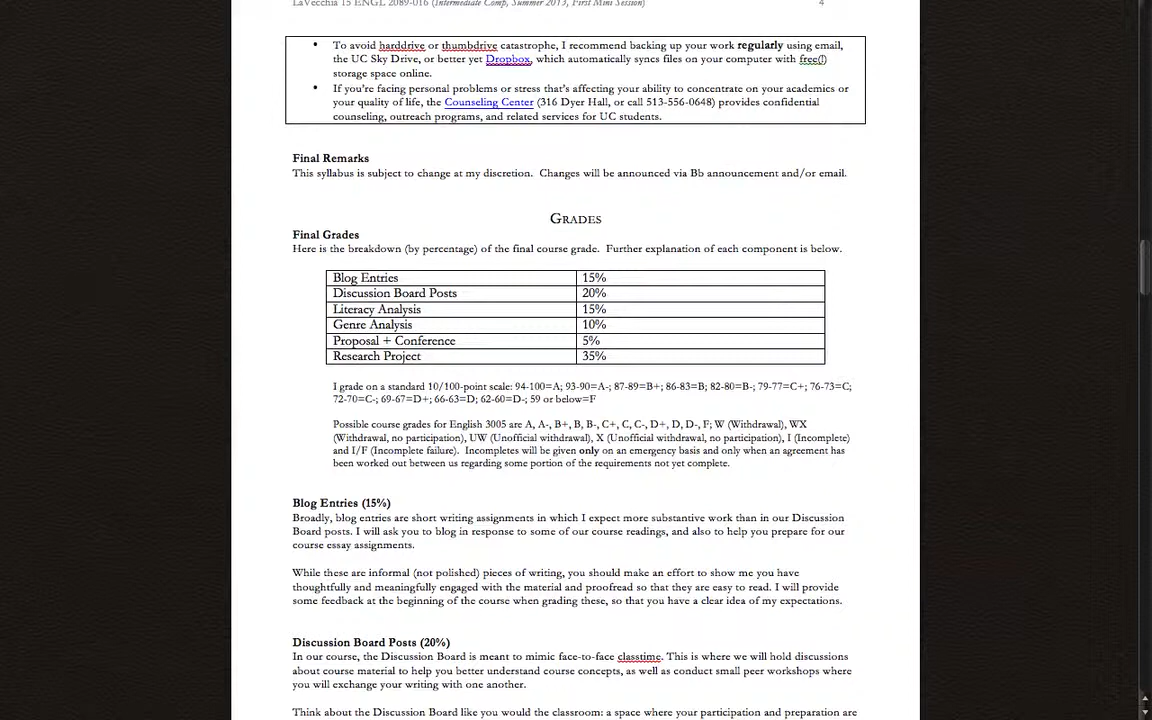 LaVecchia 15 ENGL 2089-016 (Intermediate Comp, Summer 2013, First Mini Session) 4
• To avoid harddrive or thumbdrive catastrophe, I recommend backing up your work regularly using email,
the UC Sky Drive, or better yet Dropbox, which automatically syncs files on your computer with free(!)
storage space online.
• If you're facing personal problems or stress that's affecting your ability to concentrate on your academics or
your quality of life, the Counseling Center (316 Dyer Hall, or call 513-556-0648) provides confidential
counseling, outreach programs, and related services for UC students.
Final Remarks
This syllabus is subject to change at my discretion. Changes will be announced via Bb announcement and/or email.
GRADES
Final Grades
Here is the breakdown (by percentage) of the final course grade. Further explanation of each component is below.
Blog Entries 15%
Discussion Board Posts 20%
Literacy Analysis 15%
Genre Analysis 10%
Proposal + Conference 5%
Research Project 35%
I grade on a standard 10/100-point scale: 94-100=A; 93-90=A-; 87-89=B+; 86-83=B; 82-80=B-; 79-77=C+; 76-73=C;
72-70=C-; 69-67=D+; 66-63=D; 62-60=D-; 59 or below=F
Possible course grades for English 3005 are A, A-, B+, B, B-, C+, C, C-, D+, D, D-, F; W (Withdrawal), WX
(Withdrawal, no participation), UW (Unofficial withdrawal), X (Unofficial withdrawal, no participation), I (Incomplete)
and I/F (Incomplete failure). Incompletes will be given only on an emergency basis and only when an agreement has
been worked out between us regarding some portion of the requirements not yet complete.
Blog Entries (15%)
Broadly, blog entries are short writing assignments in which I expect more substantive work than in our Discussion
Board posts. I will ask you to blog in response to some of our course readings, and also to help you prepare for our
course essay assignments.
While these are informal (not polished) pieces of writing, you should make an effort to show me you have
thoughtfully and meaningfully engaged with the material and proofread so that they are easy to read. I will provide
some feedback at the beginning of the course when grading these, so that you have a clear idea of my expectations.
Discussion Board Posts (20%)
In our course, the Discussion Board is meant to mimic face-to-face classtime. This is where we will hold discussions
about course material to help you better understand course concepts, as well as conduct small peer workshops where
you will exchange your writing with one another.
Think about the Discussion Board like you would the classroom: a space where your participation and preparation are